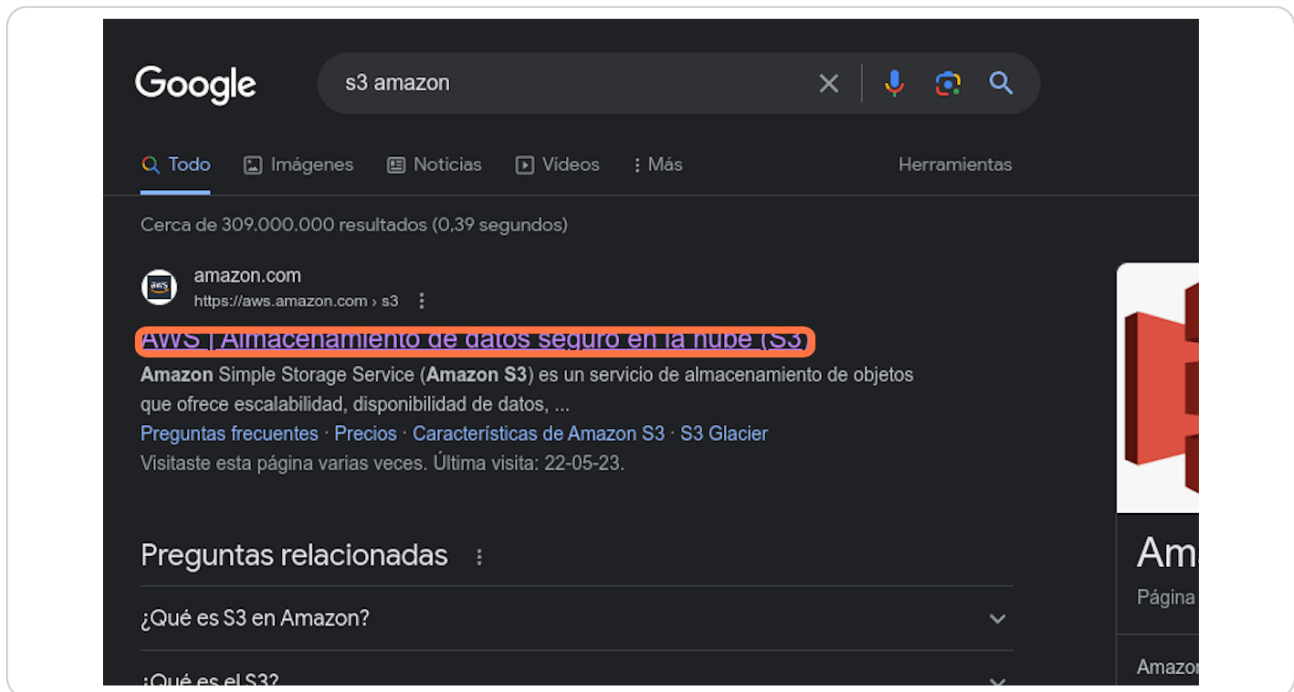 Google
s3 amazon
Todo Imágenes Noticias Vídeos Más Herramientas
Cerca de 309.000.000 resultados (0,39 segundos)
aws
amazon.com
https://aws.amazon.com › s3
AWS | Almacenamiento de datos seguro en la nube (S3)
Amazon Simple Storage Service (Amazon S3) es un servicio de almacenamiento de objetos
que ofrece escalabilidad, disponibilidad de datos, ...
Preguntas frecuentes · Precios · Características de Amazon S3 · S3 Glacier
Visitaste esta página varias veces. Última visita: 22-05-23.
Preguntas relacionadas
¿Qué es S3 en Amazon?
¿Qué es el S3?
Am
Página
Amazo